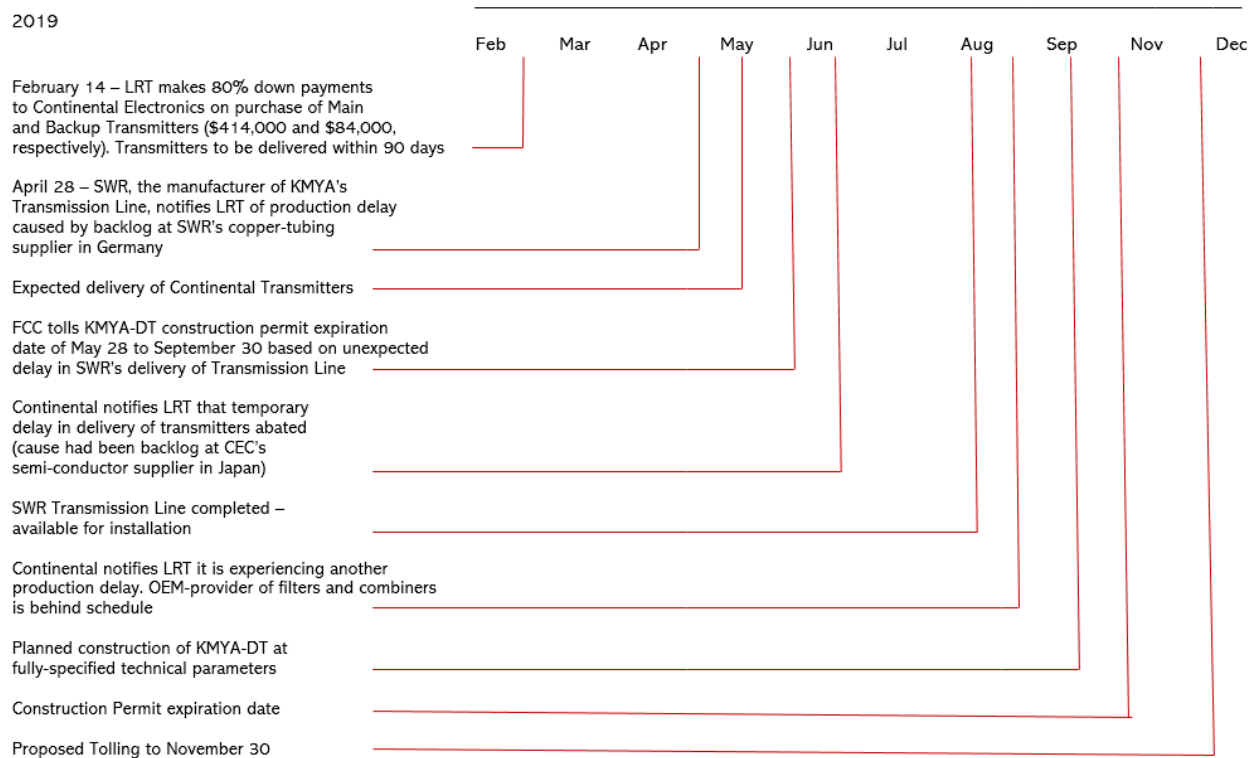 2019
Feb Mar Apr May Jun Jul Aug Sep Nov Dec
February 14 – LRT makes 80% down payments
to Continental Electronics on purchase of Main
and Backup Transmitters ($414,000 and $84,000,
respectively). Transmitters to be delivered within 90 days
April 28 – SWR, the manufacturer of KMYA's
Transmission Line, notifies LRT of production delay
caused by backlog at SWR's copper-tubing
supplier in Germany
Expected delivery of Continental Transmitters
FCC tolls KMYA-DT construction permit expiration
date of May 28 to September 30 based on unexpected
delay in SWR's delivery of Transmission Line
Continental notifies LRT that temporary
delay in delivery of transmitters abated
(cause had been backlog at CEC's
semi-conductor supplier in Japan)
SWR Transmission Line completed –
available for installation
Continental notifies LRT it is experiencing another
production delay. OEM-provider of filters and combiners
is behind schedule
Planned construction of KMYA-DT at
fully-specified technical parameters
Construction Permit expiration date
Proposed Tolling to November 30